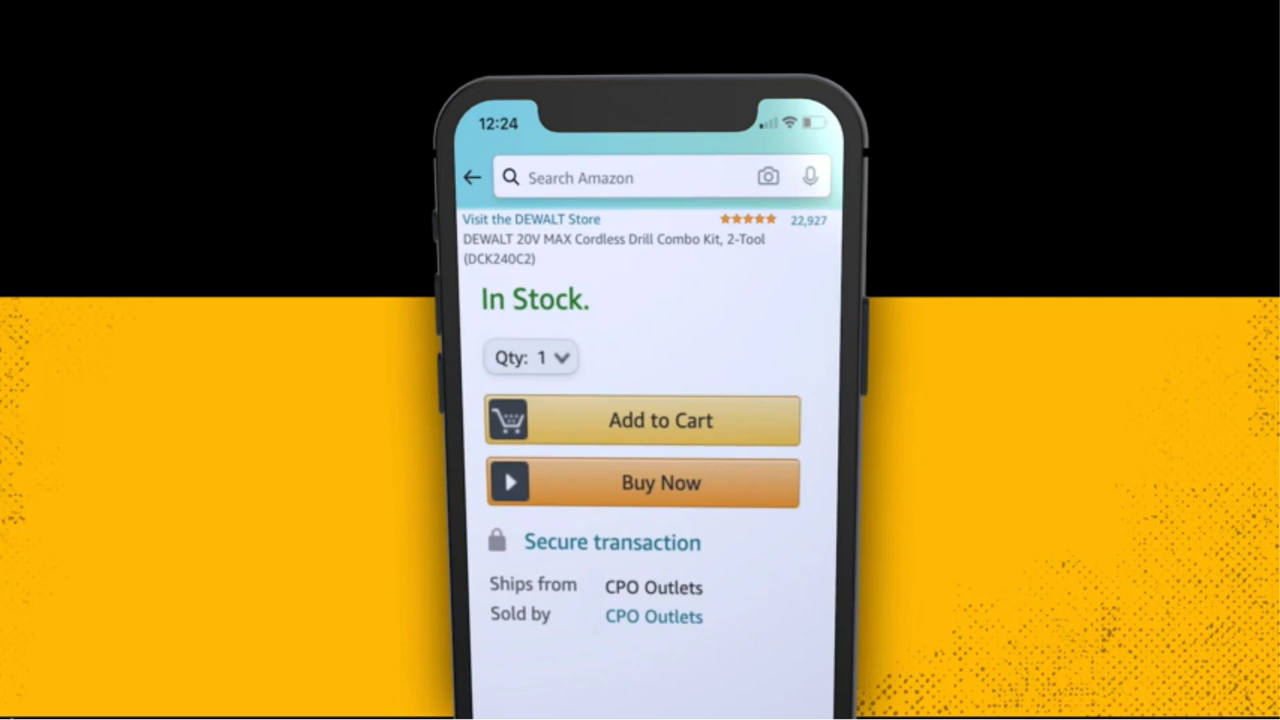 12:24
Search Amazon
Visit the DEWALT Store 22,927
DEWALT 20V MAX Cordless Drill Combo Kit, 2-Tool
(DCK240C2)
In Stock.
Qty: 1
Add to Cart
Buy Now
Secure transaction
Ships from CPO Outlets
Sold by CPO Outlets